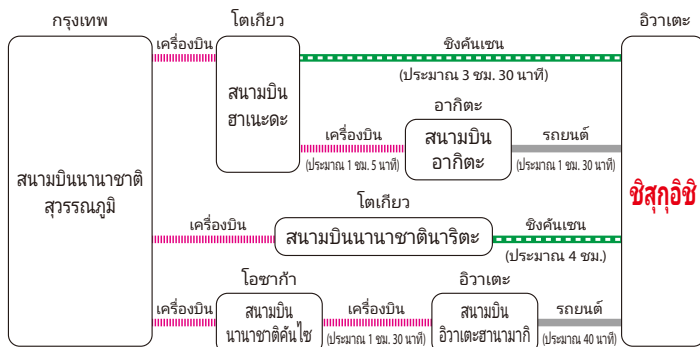 กรุงเทพ
โตเกียว
อิวาเตะ
เครื่องบิน
ชิงคันเซน
(ประมาณ 3 ชม. 30 นาที)
สนามบิน
ฮาเนะดะ
อากิตะ
เครื่องบิน
(ประมาณ 1 ชม. 5 นาที)
สนามบิน
อากิตะ
รถยนต์
(ประมาณ 1 ชม. 30 นาที)
สนามบินนานาชาติ
สุวรรณภูมิ
ชิสุกุอิชิ
โตเกียว
เครื่องบิน
สนามบินนานาชาตินาริตะ
ชิงคันเซน
(ประมาณ 4 ชม.)
โอซาก้า
อิวาเตะ
เครื่องบิน
สนามบิน
นานาชาติคันไซ
เครื่องบิน
(ประมาณ 1 ชม. 30 นาที)
สนามบิน
อิวาเตะฮานามากิ
รถยนต์
(ประมาณ 40 นาที)